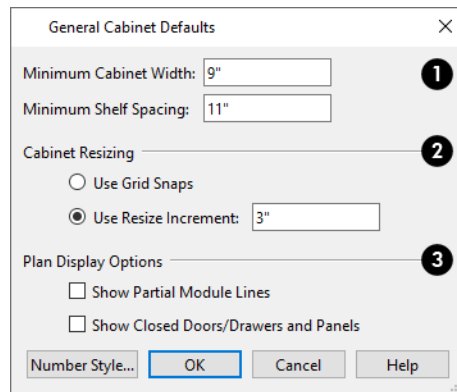 General Cabinet Defaults
Minimum Cabinet Width: 9" 1
Minimum Shelf Spacing: 11"
Cabinet Resizing 2
Use Grid Snaps
Use Resize Increment: 3"
Plan Display Options 3
Show Partial Module Lines
Show Closed Doors/Drawers and Panels
Number Style... OK Cancel Help